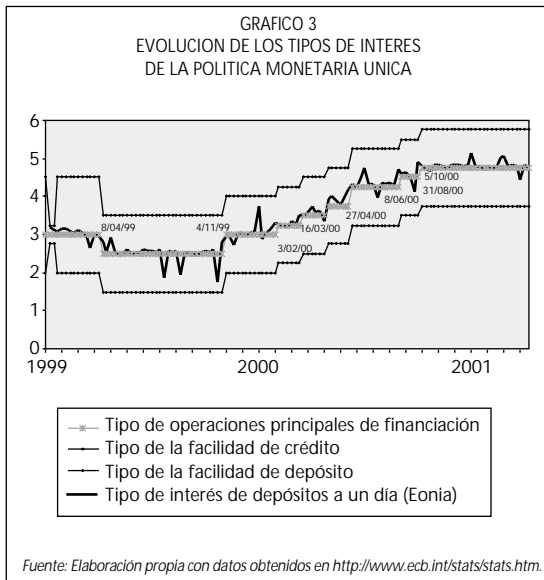 GRAFICO 3
EVOLUCION DE LOS TIPOS DE INTERES
DE LA POLITICA MONETARIA UNICA
6
5
4
3
2
1
0
8/04/99
4/11/99
3/02/00
16/03/00
27/04/00
8/06/00
5/10/00
31/08/00
1999
2000
2001
Tipo de operaciones principales de financiación
Tipo de la facilidad de crédito
Tipo de la facilidad de depósito
Tipo de interés de depósitos a un día (Eonia)
Fuente: Elaboración propia con datos obtenidos en http://www.ecb.int/stats/stats.htm.